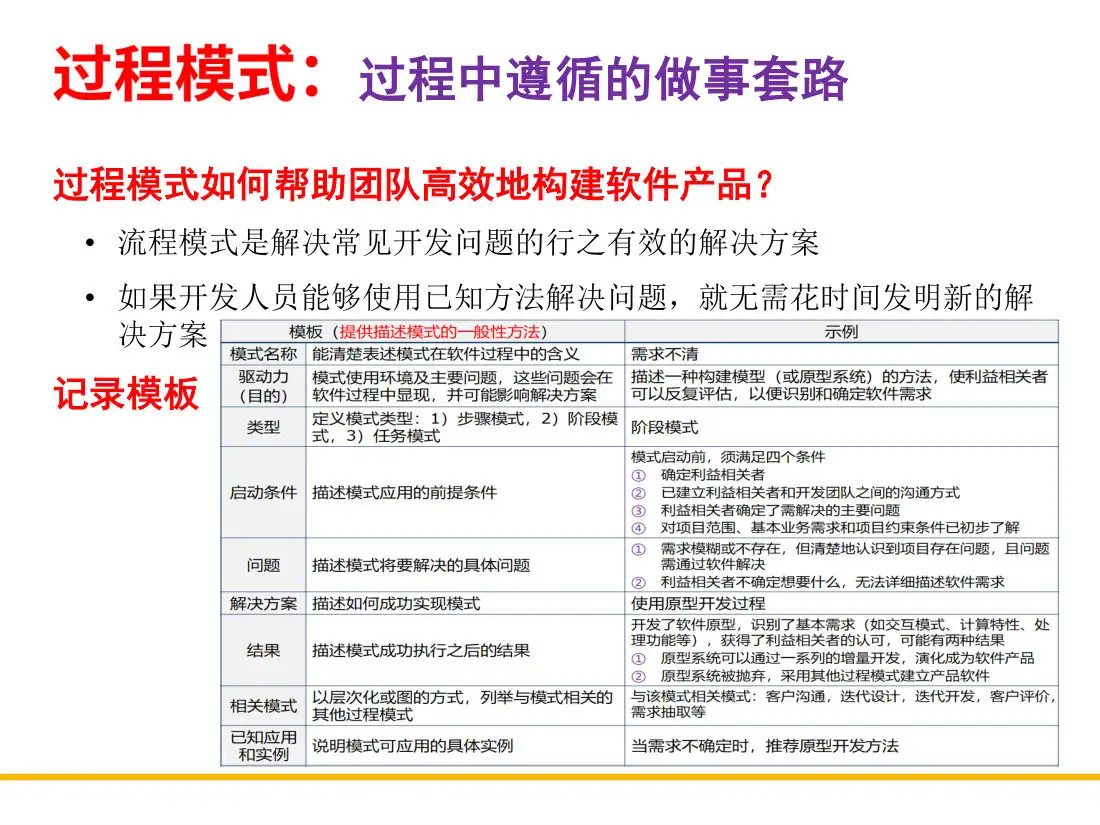 过程模式：过程中遵循的做事套路
过程模式如何帮助团队高效地构建软件产品？
• 流程模式是解决常见开发问题的行之有效的解决方案
• 如果开发人员能够使用已知方法解决问题，就无需花时间发明新的解
决方案
记录模板
模板（提供描述模式的一般性方法） 示例
模式名称 能清楚表述模式在软件过程中的含义 需求不清
驱动力
（目的）
模式使用环境及主要问题，这些问题会在
软件过程中显现，并可能影响解决方案
描述一种构建模型（或原型系统）的方法，使利益相关者
可以反复评估，以便识别和确定软件需求
类型
定义模式类型：1）步骤模式，2）阶段模
式，3）任务模式
阶段模式
启动条件 描述模式应用的前提条件
模式启动前，须满足四个条件
① 确定利益相关者
② 已建立利益相关者和开发团队之间的沟通方式
③ 利益相关者确定了需解决的主要问题
④ 对项目范围、基本业务需求和项目约束条件已初步了解
问题 描述模式将要解决的具体问题
① 需求模糊或不存在，但清楚地认识到项目存在问题，且问题
需通过软件解决
② 利益相关者不确定想要什么，无法详细描述软件需求
解决方案 描述如何成功实现模式 使用原型开发过程
结果 描述模式成功执行之后的结果
开发了软件原型，识别了基本需求（如交互模式、计算特性、处
理功能等），获得了利益相关者的认可，可能有两种结果
① 原型系统可以通过一系列的增量开发，演化成为软件产品
② 原型系统被抛弃，采用其他过程模式建立产品软件
相关模式
以层次化或图的方式，列举与模式相关的
其他过程模式
与该模式相关模式：客户沟通，迭代设计，迭代开发，客户评价，
需求抽取等
已知应用
和实例
说明模式可应用的具体实例 当需求不确定时，推荐原型开发方法